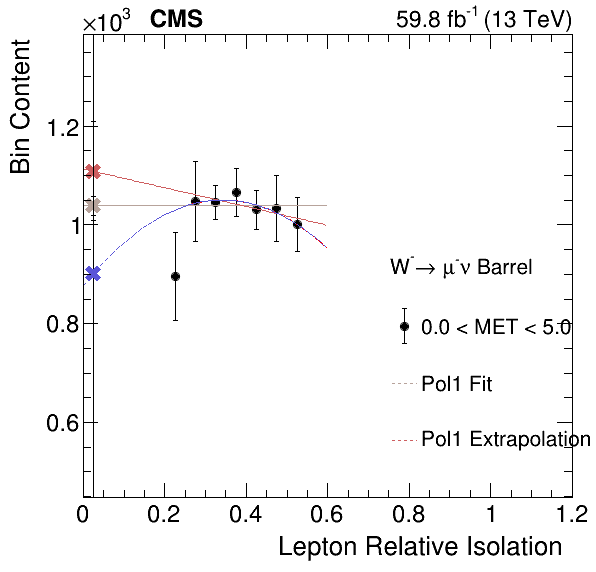 ×10³ CMS 59.8 fb⁻¹ (13 TeV)
Bin Content
1.2
1
0.8
0.6
W⁻→ μ⁻ν Barrel
0.0 < MET < 5.0
Pol1 Fit
Pol1 Extrapolation
0 0.2 0.4 0.6 0.8 1 1.2
Lepton Relative Isolation